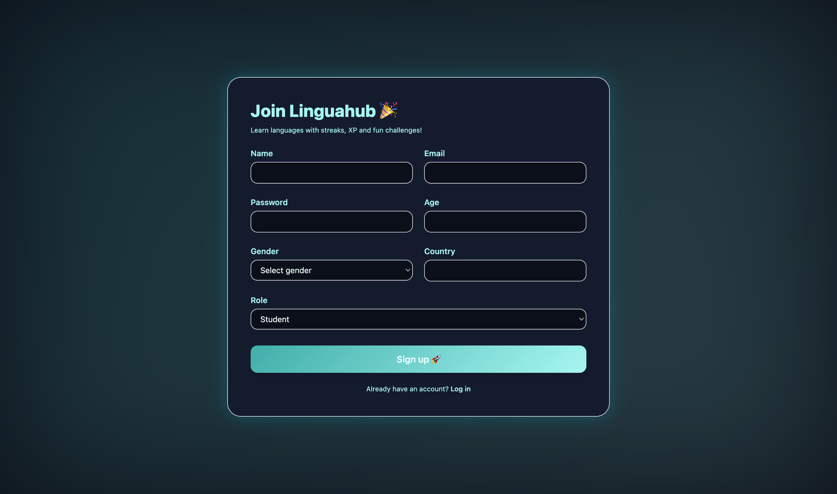 Join Linguahub 🎉
Learn languages with streaks, XP and fun challenges!
Name
Email
Password
Age
Gender
Country
Select gender
Role
Student
Sign up 🚀
Already have an account? Log in